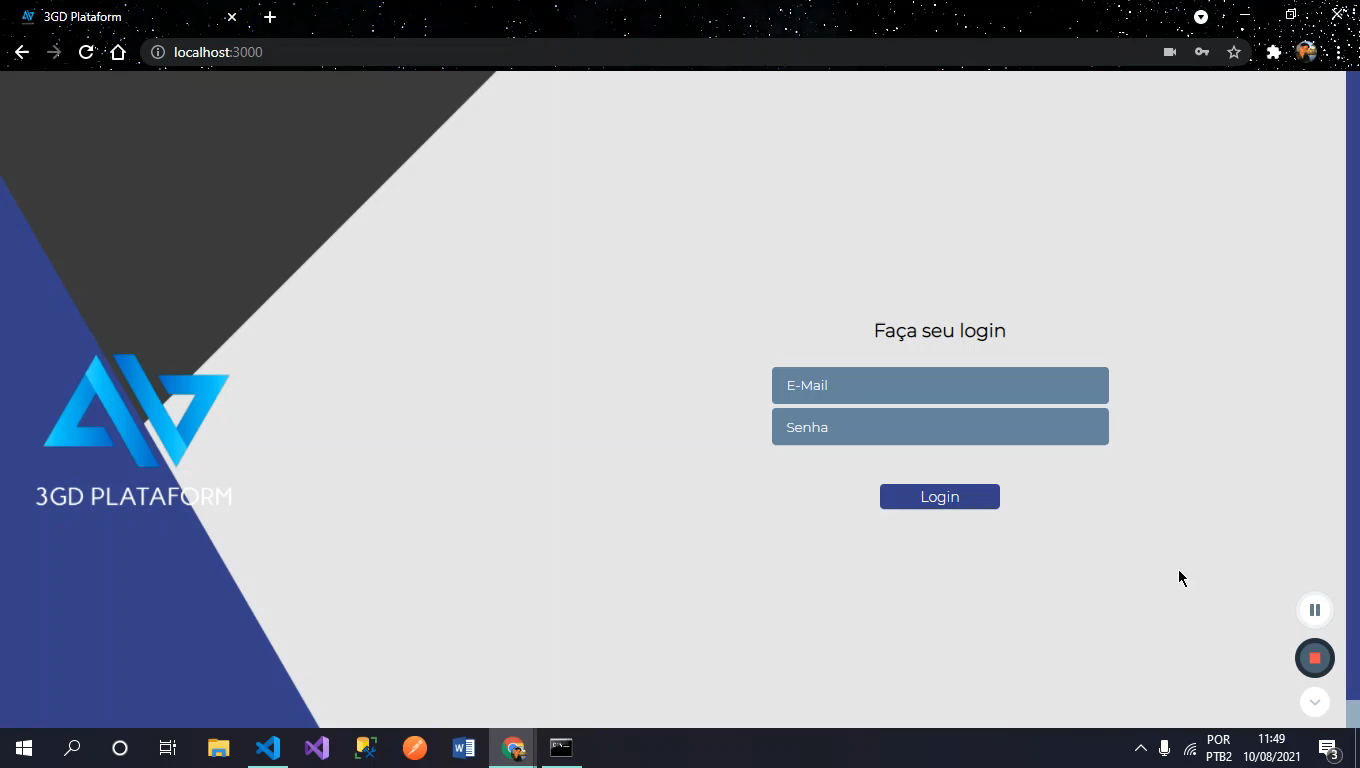 3GD Plataform
localhost:3000
Faça seu login
E-Mail
Senha
Login
3GD PLATAFORM
POR
PTB2
11:49
10/08/2021
3